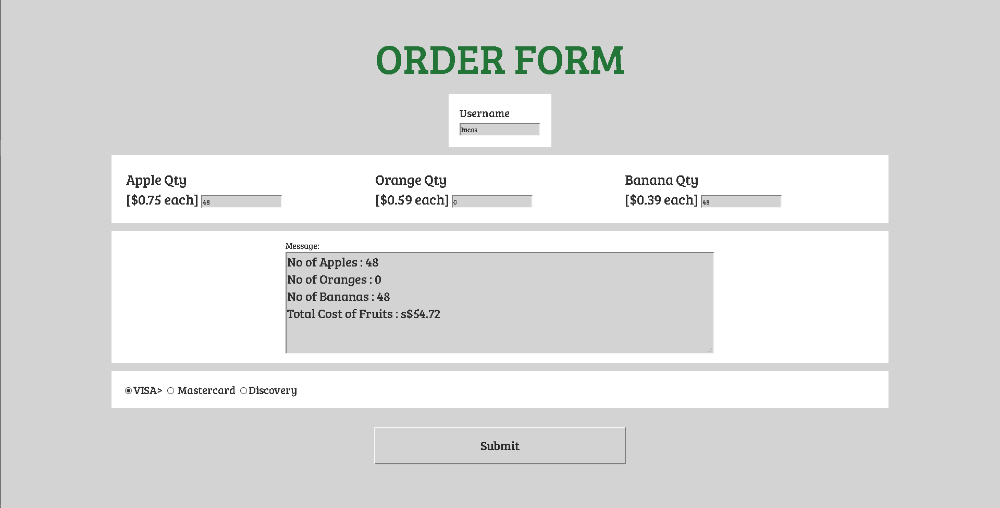 ORDER FORM
Username
lucas
Apple Qty
[$0.75 each] 48
Orange Qty
[$0.59 each] 0
Banana Qty
[$0.39 each] 48
Message:
No of Apples : 48
No of Oranges : 0
No of Bananas : 48
Total Cost of Fruits : s$54.72
VISA> Mastercard Discovery
Submit